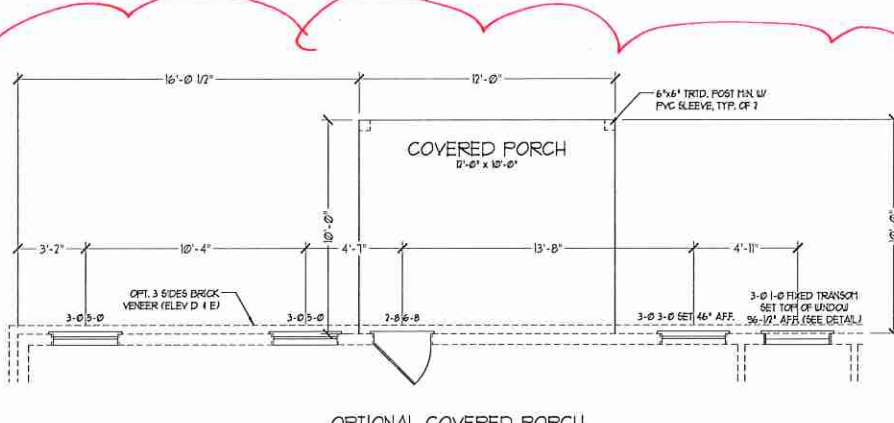 16'-0 1/2"
12'-0"
6"x6" TRTD. POST MIN. W/
PVC SLEEVE, TYP. OF 2
COVERED PORCH
12'-0" x 10'-0"
10'-0"
10'-0"
3'-2"
10'-4"
4'-7"
13'-8"
4'-11"
OPT. 3 SIDES BRICK
VENEER (ELEV D & E)
3-0 5-0
3-0 5-0
2-8 6-8
3-0 3-0 SET 46" AFF.
3-0 1-0 FIXED TRANSOM
SET TOP OF WINDOW
96-1/2" AFF. (SEE DETAIL)
OPTIONAL COVERED PORCH